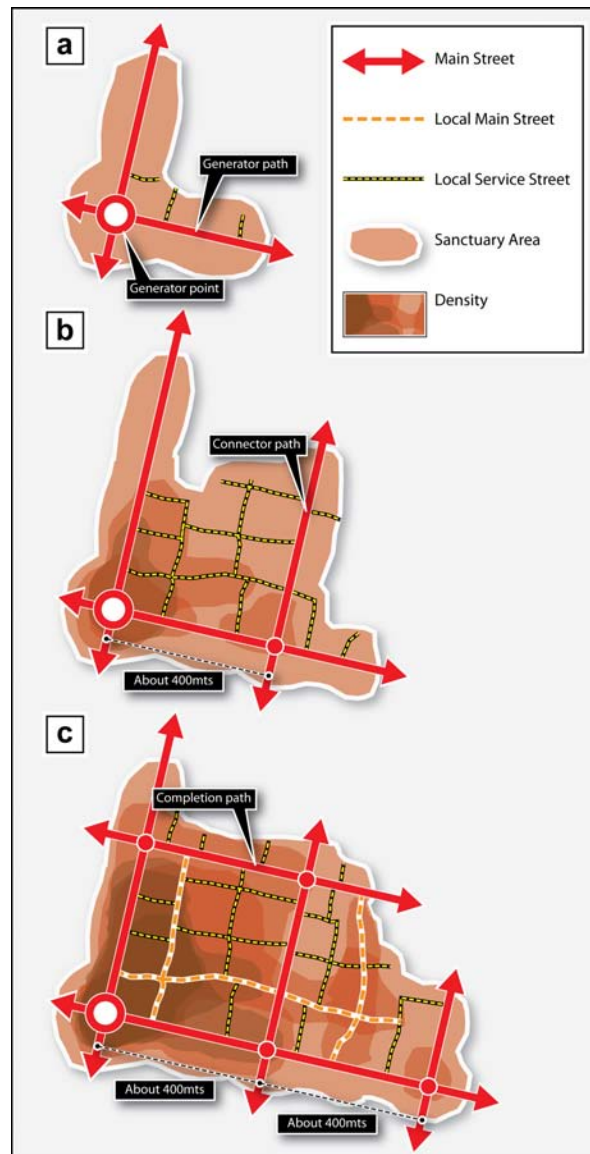 a
Generator path
Generator point
Main Street
Local Main Street
Local Service Street
Sanctuary Area
Density
b
Connector path
About 400mts
c
Completion path
About 400mts
About 400mts